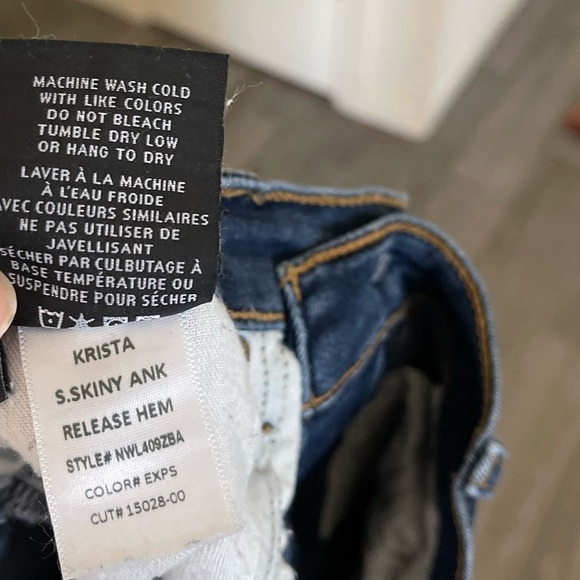 MACHINE WASH COLD
WITH LIKE COLORS
DO NOT BLEACH
TUMBLE DRY LOW
OR HANG TO DRY
LAVER À LA MACHINE
À L'EAU FROIDE
AVEC COULEURS SIMILAIRES
NE PAS UTILISER DE
JAVELLISANT
SÉCHER PAR CULBUTAGE À
BASE TEMPÉRATURE OU
SUSPENDRE POUR SÉCHER
KRISTA
S.SKINY ANK
RELEASE HEM
STYLE# NWL409ZBA
COLOR# EXPS
CUT# 15028-00